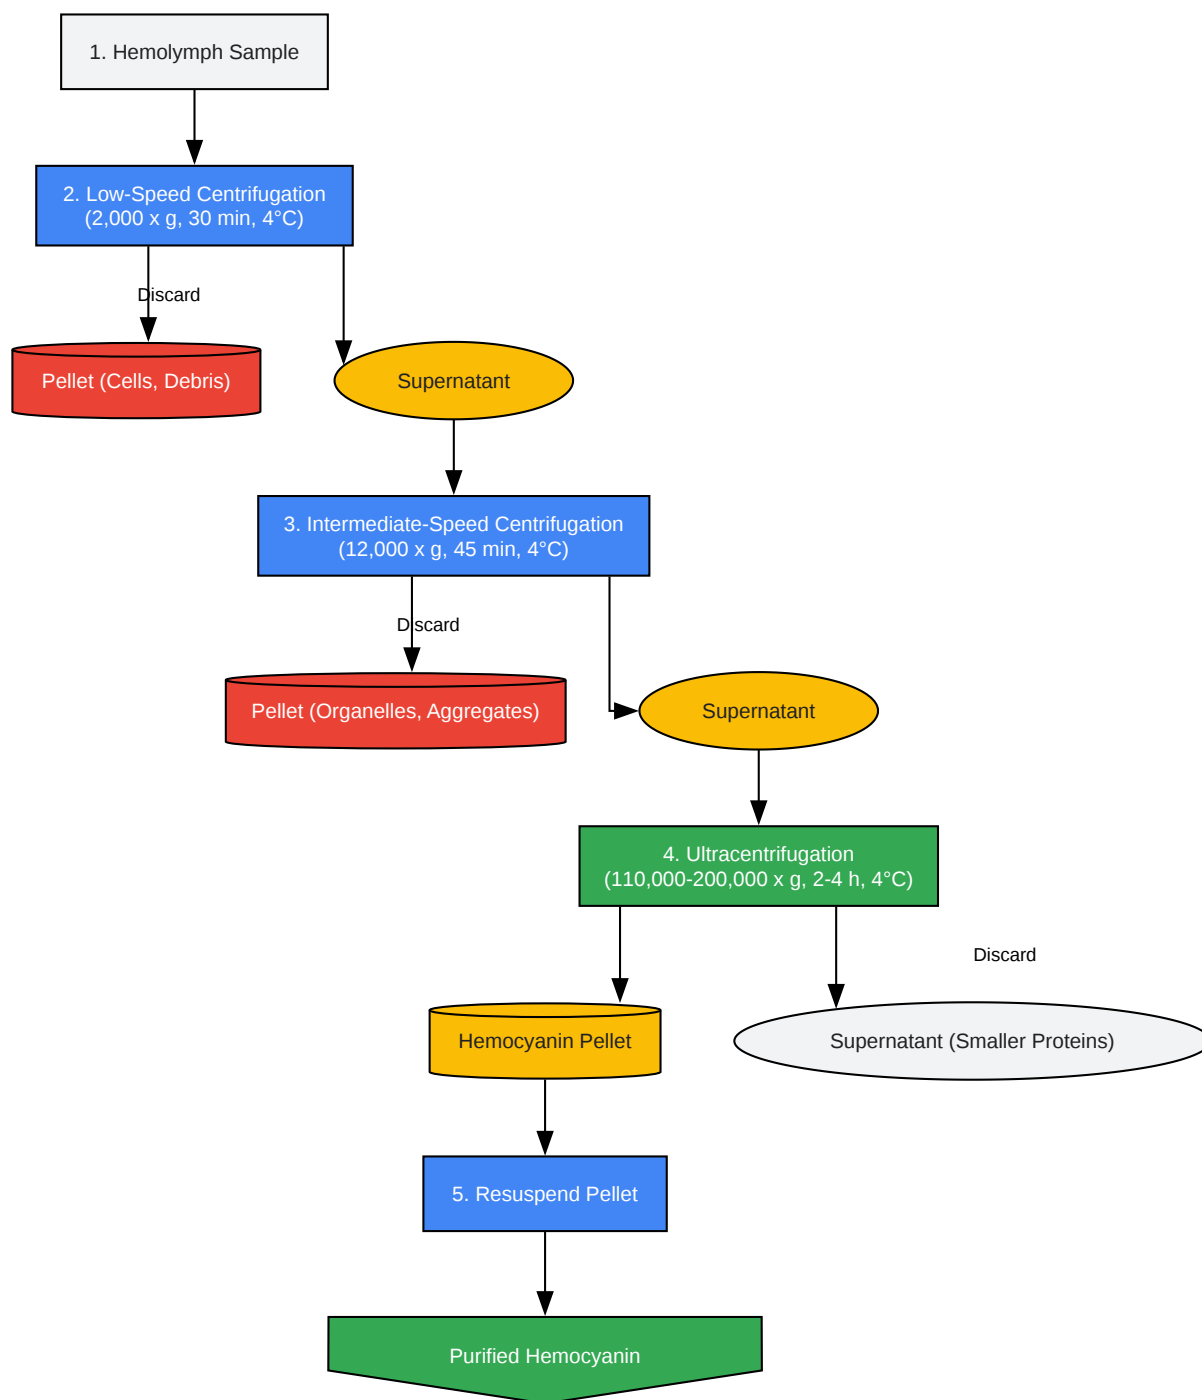 1. Hemolymph Sample
2. Low-Speed Centrifugation
(2,000 x g, 30 min, 4°C)
Discard
Pellet (Cells, Debris)
Supernatant
3. Intermediate-Speed Centrifugation
(12,000 x g, 45 min, 4°C)
Discard
Pellet (Organelles, Aggregates)
Supernatant
4. Ultracentrifugation
(110,000-200,000 x g, 2-4 h, 4°C)
Discard
Hemocyanin Pellet
Supernatant (Smaller Proteins)
5. Resuspend Pellet
Purified Hemocyanin